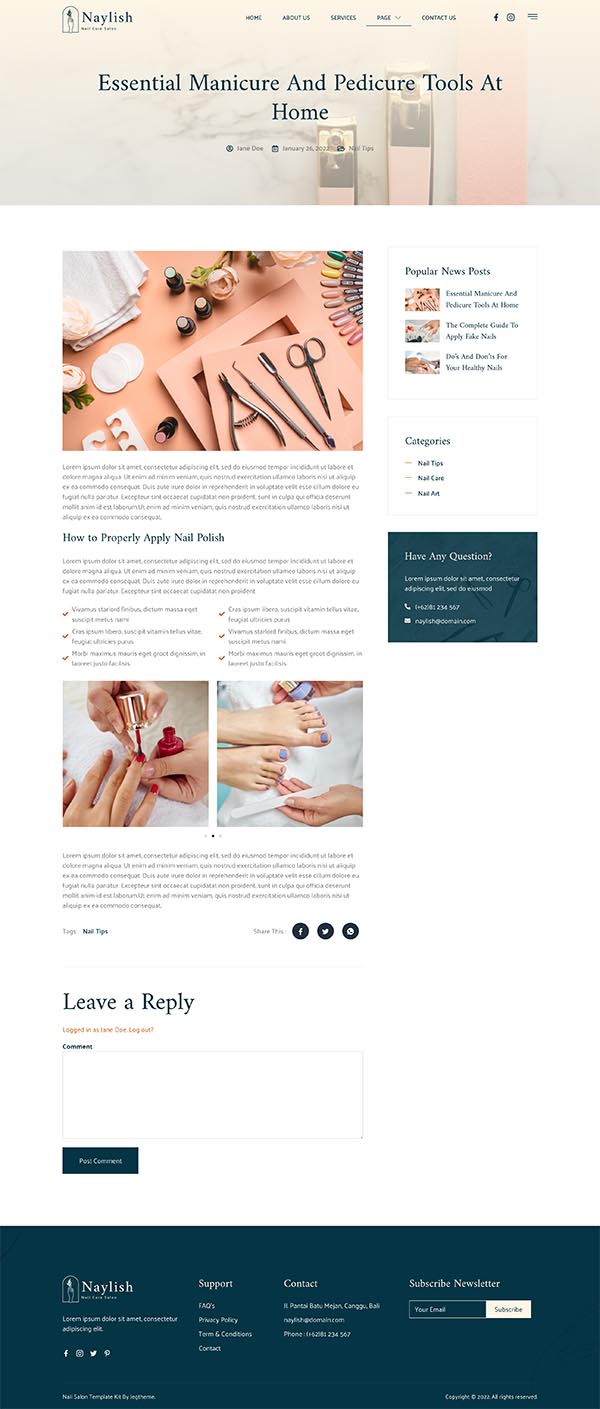 Naylish
Nail Care Salon
HOME
ABOUT US
SERVICES
PAGE
CONTACT US
Essential Manicure And Pedicure Tools At
Home
Jane Doe
January 26, 2022
Nail Tips
Lorem ipsum dolor sit amet, consectetur adipiscing elit, sed do eiusmod tempor incididunt ut labore et
dolore magna aliqua. Ut enim ad minim veniam, quis nostrud exercitation ullamco laboris nisi ut aliquip
ex ea commodo consequat. Duis aute irure dolor in reprehenderit in voluptate velit esse cillum dolore eu
fugiat nulla pariatur. Excepteur sint occaecat cupidatat non proident, sunt in culpa qui officia deserunt
mollit anim id est laborum.Ut enim ad minim veniam, quis nostrud exercitation ullamco laboris nisi ut
aliquip ex ea commodo consequat.
How to Properly Apply Nail Polish
Lorem ipsum dolor sit amet, consectetur adipiscing elit, sed do eiusmod tempor incididunt ut labore et
dolore magna aliqua. Ut enim ad minim veniam, quis nostrud exercitation ullamco laboris nisi ut aliquip
ex ea commodo consequat. Duis aute irure dolor in reprehenderit in voluptate velit esse cillum dolore eu
fugiat nulla pariatur. Excepteur sint occaecat cupidatat non proident
Vivamus starlord finibus, dictum massa eget
suscipit metus nami
Cras ipsum libero, suscipit vitamin tellus vitae,
feugiat ultricies purus
Morbi maximus mauris eget groot dignissim, in
laoreet justo facilisis
Cras ipsum libero, suscipit vitamin tellus vitae,
feugiat ultricies purus
Vivamus starlord finibus, dictum massa eget
suscipit metus nami
Morbi maximus mauris eget groot dignissim, in
laoreet justo facilisis
Lorem ipsum dolor sit amet, consectetur adipiscing elit, sed do eiusmod tempor incididunt ut labore et
dolore magna aliqua. Ut enim ad minim veniam, quis nostrud exercitation ullamco laboris nisi ut aliquip
ex ea commodo consequat. Duis aute irure dolor in reprehenderit in voluptate velit esse cillum dolore eu
fugiat nulla pariatur. Excepteur sint occaecat cupidatat non proident, sunt in culpa qui officia deserunt
mollit anim id est laborum.Ut enim ad minim veniam, quis nostrud exercitation ullamco laboris nisi ut
aliquip ex ea commodo consequat.
Tags : Nail Tips
Share This :
Leave a Reply
Logged in as Jane Doe. Log out?
Comment
Post Comment
Popular News Posts
Essential Manicure And
Pedicure Tools At Home
The Complete Guide To
Apply Fake Nails
Do's And Don'ts For
Your Healthy Nails
Categories
Nail Tips
Nail Care
Nail Art
Have Any Question?
Lorem ipsum dolor sit amet, consectetur
adipiscing elit, sed do eiusmod
(+62)81 234 567
naylish@domain.com
Naylish
Nail Care Salon
Lorem ipsum dolor sit amet, consectetur
adipiscing elit.
Support
FAQ's
Privacy Policy
Term & Conditions
Contact
Contact
Jl. Pantai Batu Mejan, Canggu, Bali
naylish@domain.com
Phone : (+62)81 234 567
Subscribe Newsletter
Your Email
Subscribe
Nail Salon Template Kit By Jegtheme.
Copyright © 2022. All rights reserved.